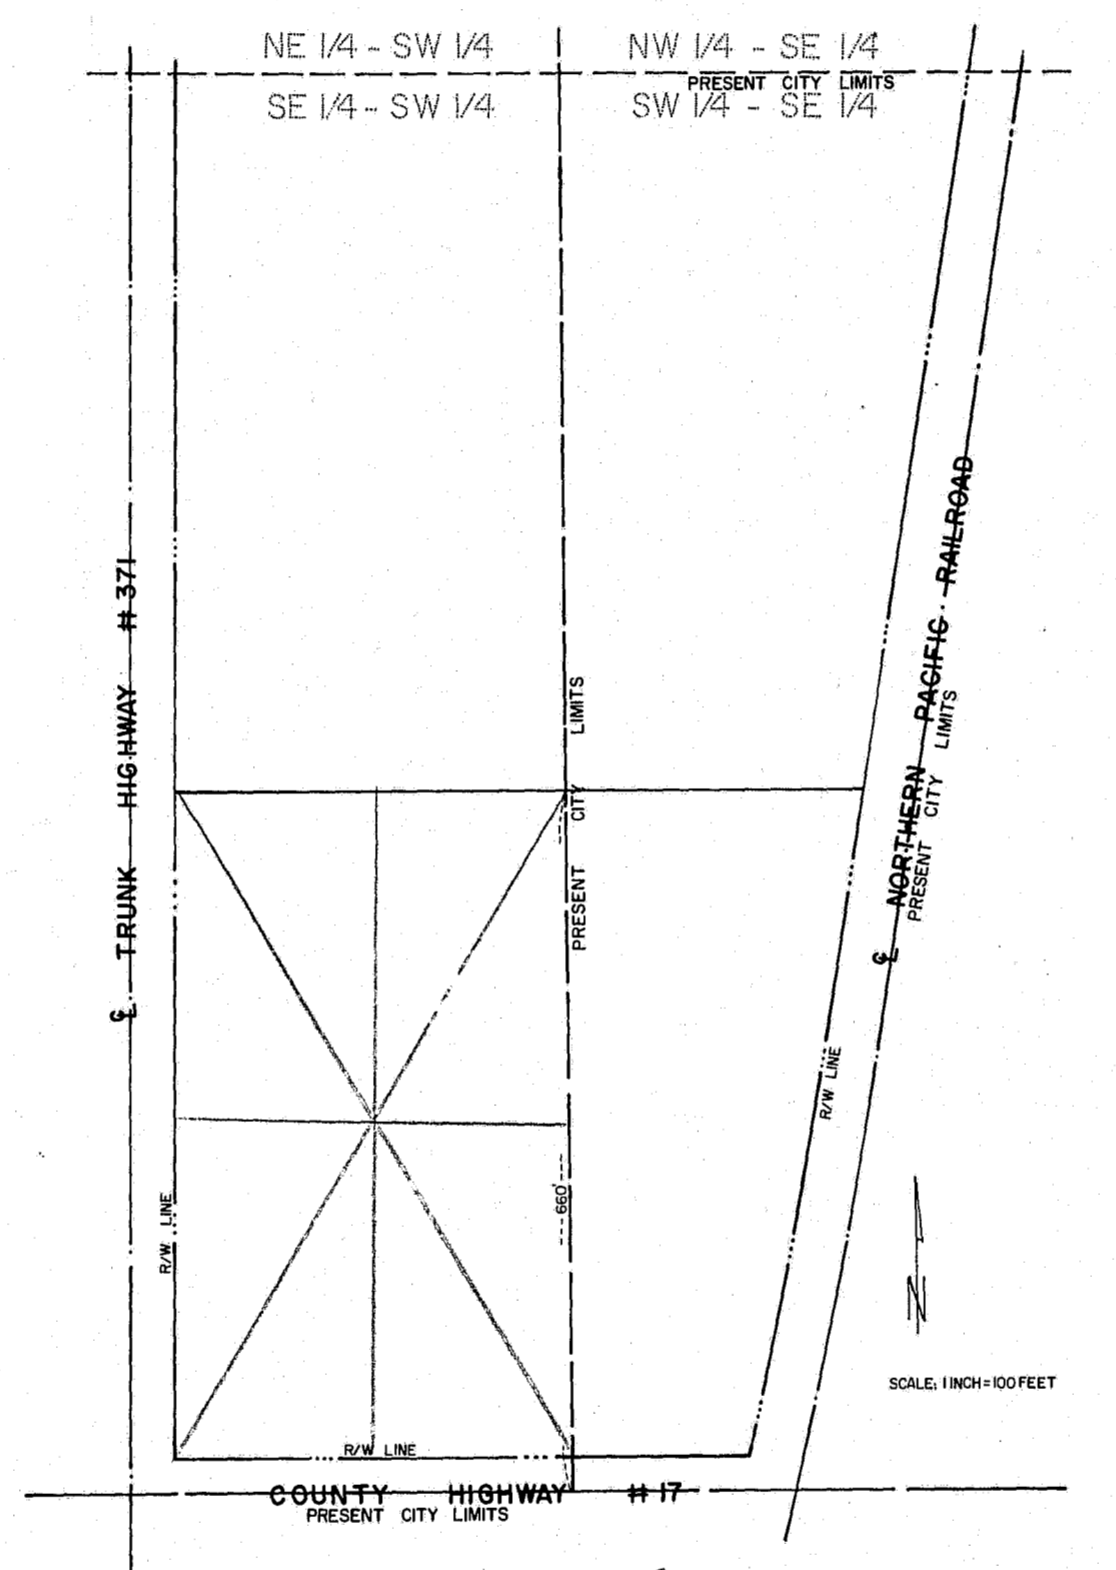 NE 1/4 - SW 1/4
NW 1/4 - SE 1/4
PRESENT CITY LIMITS
SE 1/4 - SW 1/4
SW 1/4 - SE 1/4
℄ TRUNK HIGHWAY #371
PRESENT CITY LIMITS
℄ NORTHERN PACIFIC RAILROAD
PRESENT CITY LIMITS
R/W LINE
R/W LINE
660'
N
SCALE: 1 INCH=100 FEET
R/W LINE
COUNTY HIGHWAY #17
PRESENT CITY LIMITS